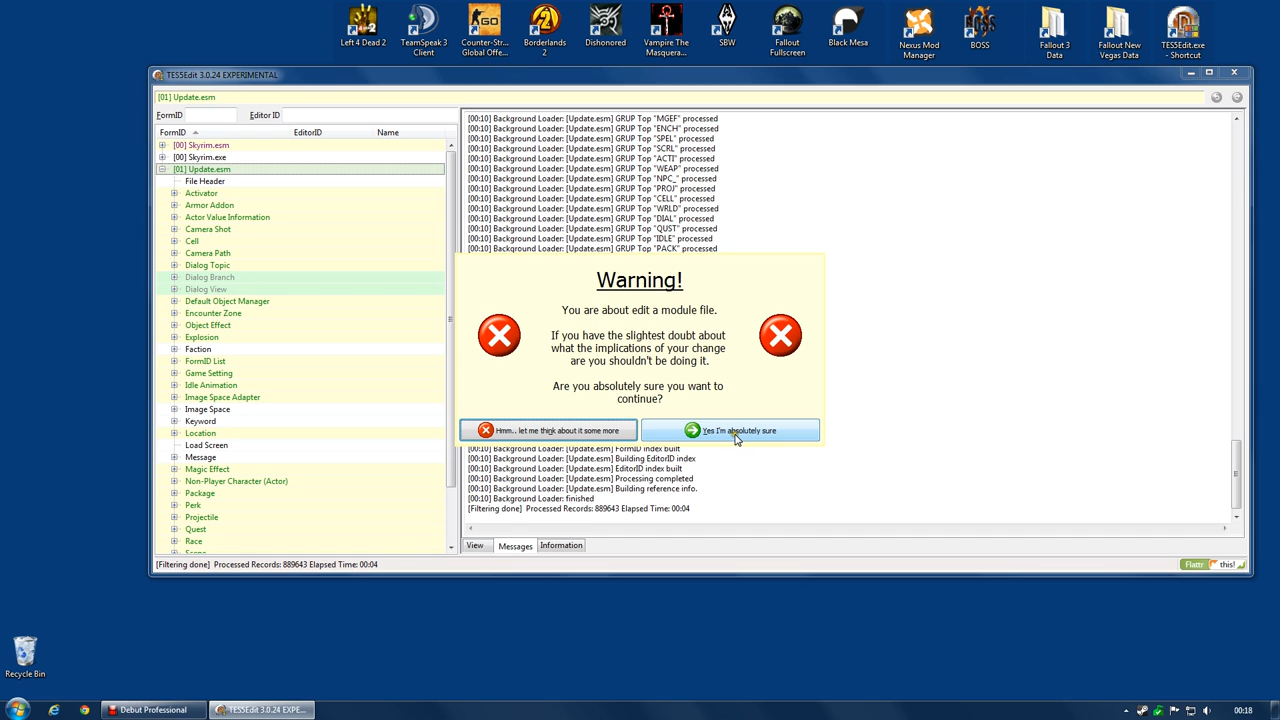 Left 4 Dead 2
TeamSpeak 3
Client
Counter-Str...
Global Offe...
Borderlands
2
Dishonored
Vampire The
Masquera...
SBW
Fallout
Fullscreen
Black Mesa
Nexus Mod
Manager
BOSS
Fallout 3
Data
Fallout New
Vegas Data
TES5Edit.exe
- Shortcut
TES5Edit 3.0.24 EXPERIMENTAL
[01] Update.esm
FormID
Editor ID
FormID
EditorID
Name
[00] Skyrim.esm
[00] Skyrim.exe
[01] Update.esm
File Header
Activator
Armor Addon
Actor Value Information
Camera Shot
Cell
Camera Path
Dialog Topic
Dialog Branch
Dialog View
Default Object Manager
Encounter Zone
Object Effect
Explosion
Faction
FormID List
Game Setting
Idle Animation
Image Space Adapter
Image Space
Keyword
Location
Load Screen
Message
Magic Effect
Non-Player Character (Actor)
Package
Perk
Projectile
Quest
Race
[00:10] Background Loader: [Update.esm] GRUP Top "MGEF" processed
[00:10] Background Loader: [Update.esm] GRUP Top "ENCH" processed
[00:10] Background Loader: [Update.esm] GRUP Top "SPEL" processed
[00:10] Background Loader: [Update.esm] GRUP Top "SCRL" processed
[00:10] Background Loader: [Update.esm] GRUP Top "ACTI" processed
[00:10] Background Loader: [Update.esm] GRUP Top "WEAP" processed
[00:10] Background Loader: [Update.esm] GRUP Top "NPC_" processed
[00:10] Background Loader: [Update.esm] GRUP Top "PROJ" processed
[00:10] Background Loader: [Update.esm] GRUP Top "CELL" processed
[00:10] Background Loader: [Update.esm] GRUP Top "WRLD" processed
[00:10] Background Loader: [Update.esm] GRUP Top "DIAL" processed
[00:10] Background Loader: [Update.esm] GRUP Top "QUST" processed
[00:10] Background Loader: [Update.esm] GRUP Top "IDLE" processed
[00:10] Background Loader: [Update.esm] GRUP Top "PACK" processed
Warning!
You are about edit a module file.
If you have the slightest doubt about
what the implications of your change
are you shouldn't be doing it.
Are you absolutely sure you want to
continue?
Hmm.. let me think about it some more
Yes I'm absolutely sure
[00:10] Background Loader: [Update.esm] FormID index built
[00:10] Background Loader: [Update.esm] Building EditorID index
[00:10] Background Loader: [Update.esm] EditorID index built
[00:10] Background Loader: [Update.esm] Processing completed
[00:10] Background Loader: [Update.esm] Building reference info.
[00:10] Background Loader: finished
[Filtering done] Processed Records: 889643 Elapsed Time: 00:04
View
Messages
Information
[Filtering done] Processed Records: 889643 Elapsed Time: 00:04
Flattr this!
Recycle Bin
Debut Professional
TES5Edit 3.0.24 EXPE...
00:18